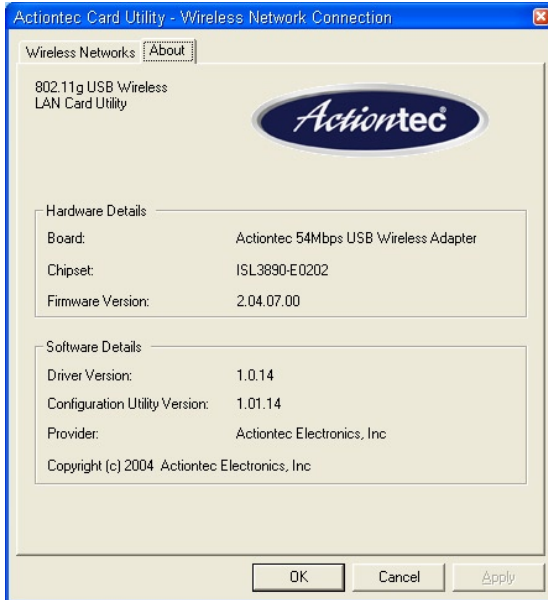 Actiontec Card Utility - Wireless Network Connection
Wireless Networks About
802.11g USB Wireless
LAN Card Utility
Actiontec
Hardware Details
Board: Actiontec 54Mbps USB Wireless Adapter
Chipset: ISL3890-E0202
Firmware Version: 2.04.07.00
Software Details
Driver Version: 1.0.14
Configuration Utility Version: 1.01.14
Provider: Actiontec Electronics, Inc
Copyright (c) 2004 Actiontec Electronics, Inc
OK Cancel Apply